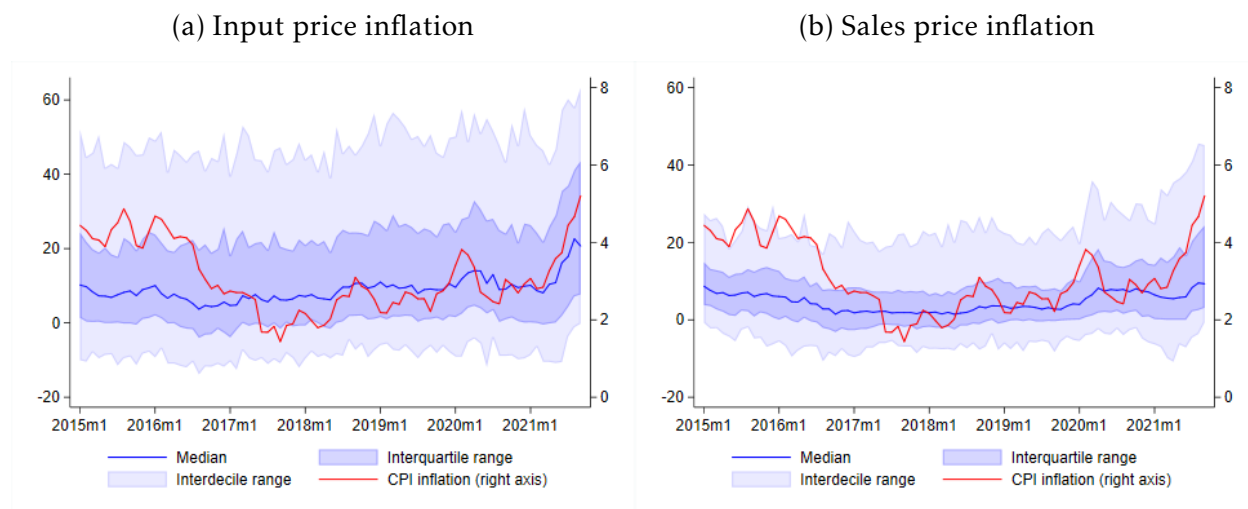 (a) Input price inflation
60
40
20
0
-20
8
6
4
2
0
2015m1 2016m1 2017m1 2018m1 2019m1 2020m1 2021m1
Median Interquartile range
Interdecile range CPI inflation (right axis)
(b) Sales price inflation
60
40
20
0
-20
8
6
4
2
0
2015m1 2016m1 2017m1 2018m1 2019m1 2020m1 2021m1
Median Interquartile range
Interdecile range CPI inflation (right axis)